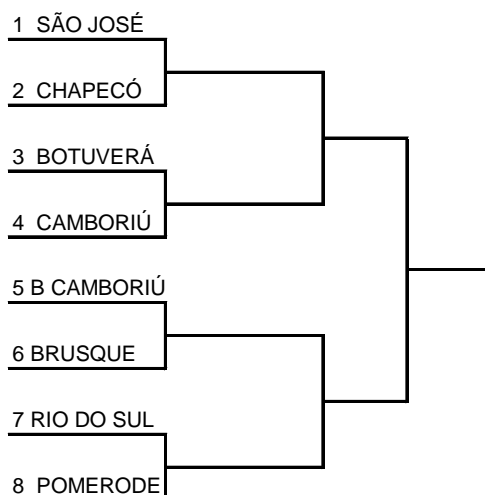 1 SÃO JOSÉ
2 CHAPECÓ
3 BOTUVERÁ
4 CAMBORIÚ
5 B CAMBORIÚ
6 BRUSQUE
7 RIO DO SUL
8 POMERODE